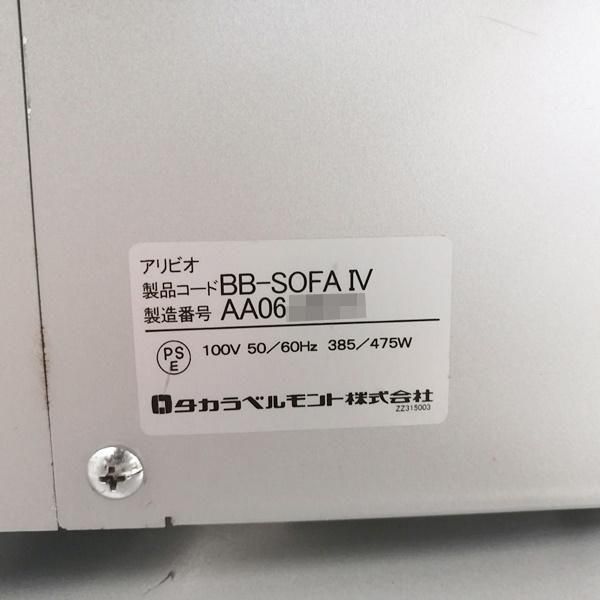 アリビオ
製品コード BB-SOFA IV
製造番号 AA06
PS E 100V 50/60Hz 385/475W
タカラベルモント株式会社
ZZ315003